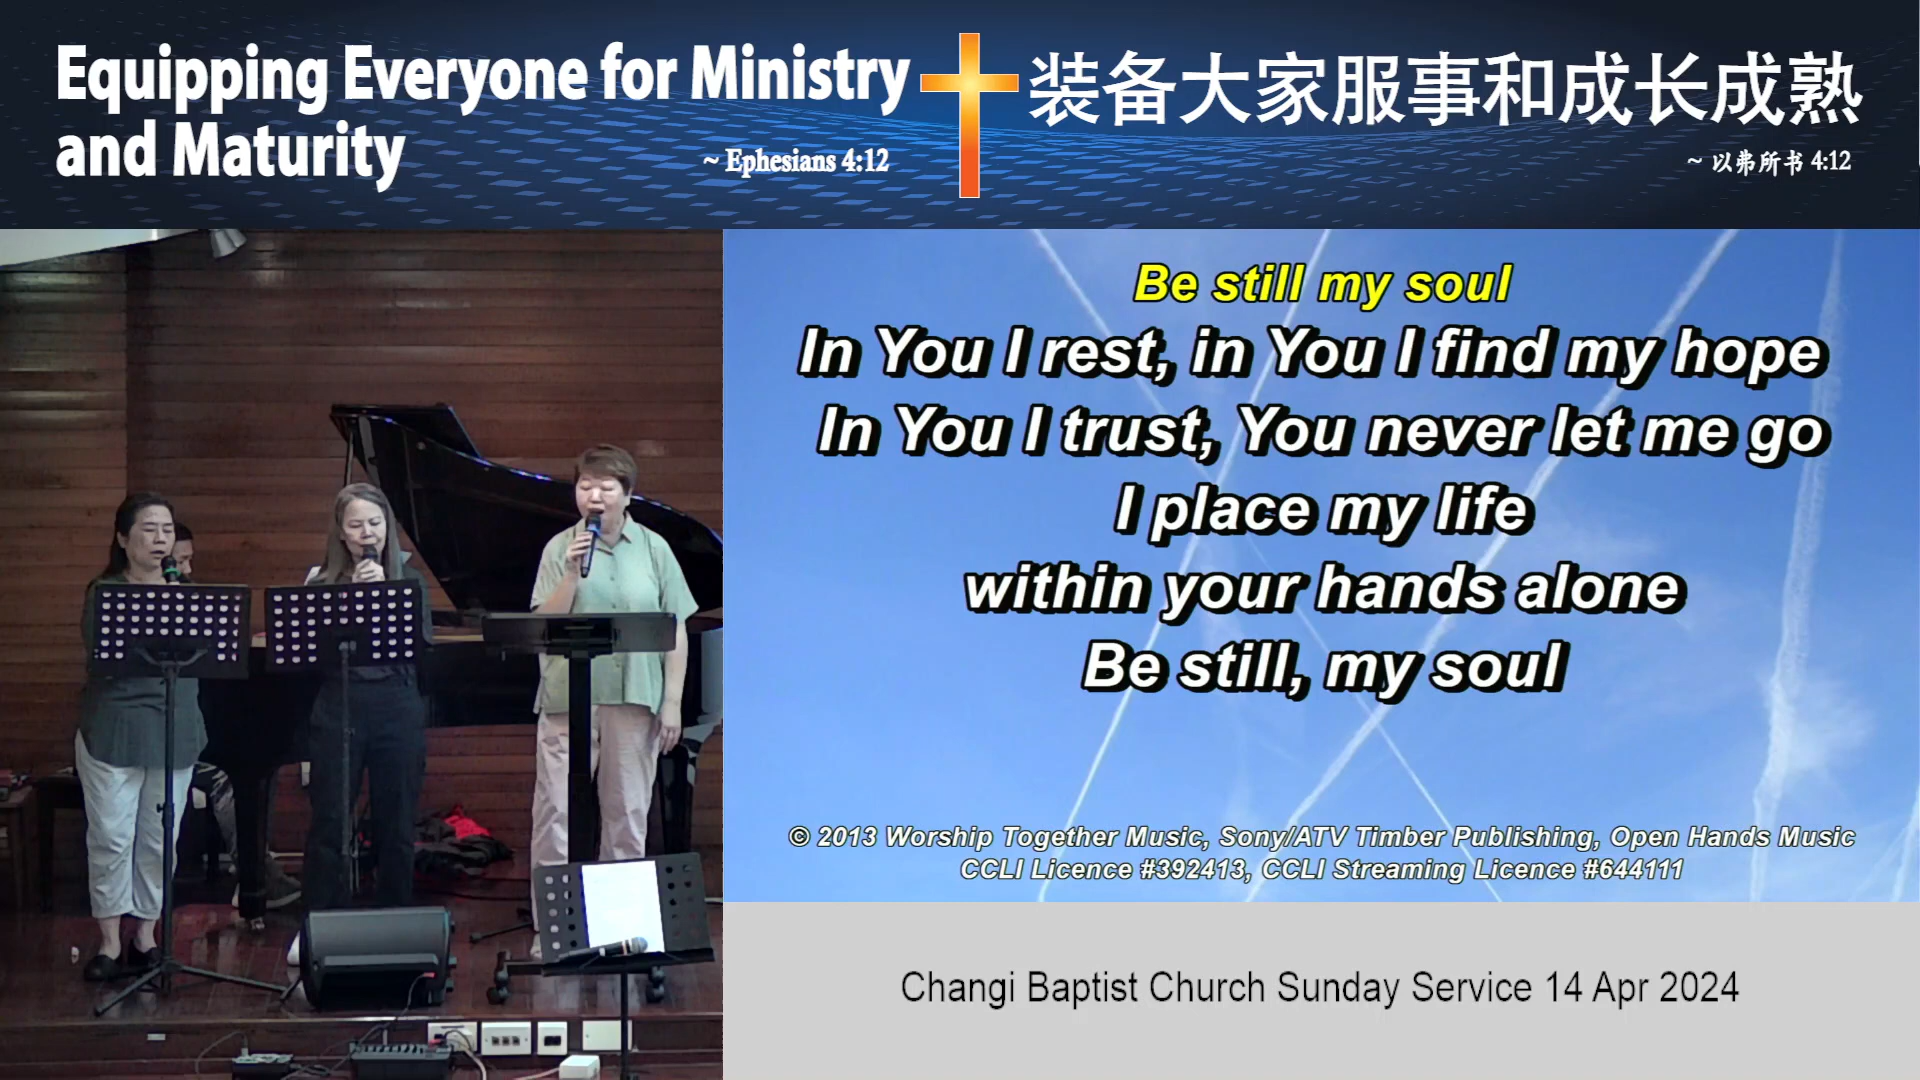 Equipping Everyone for Ministry
and Maturity
~ Ephesians 4:12
装备大家服事和成长成熟
~ 以弗所书 4:12
Be still my soul
In You I rest, in You I find my hope
In You I trust, You never let me go
I place my life
within your hands alone
Be still, my soul
© 2013 Worship Together Music, Sony/ATV Timber Publishing, Open Hands Music
CCLI Licence #392413, CCLI Streaming Licence #644111
Changi Baptist Church Sunday Service 14 Apr 2024